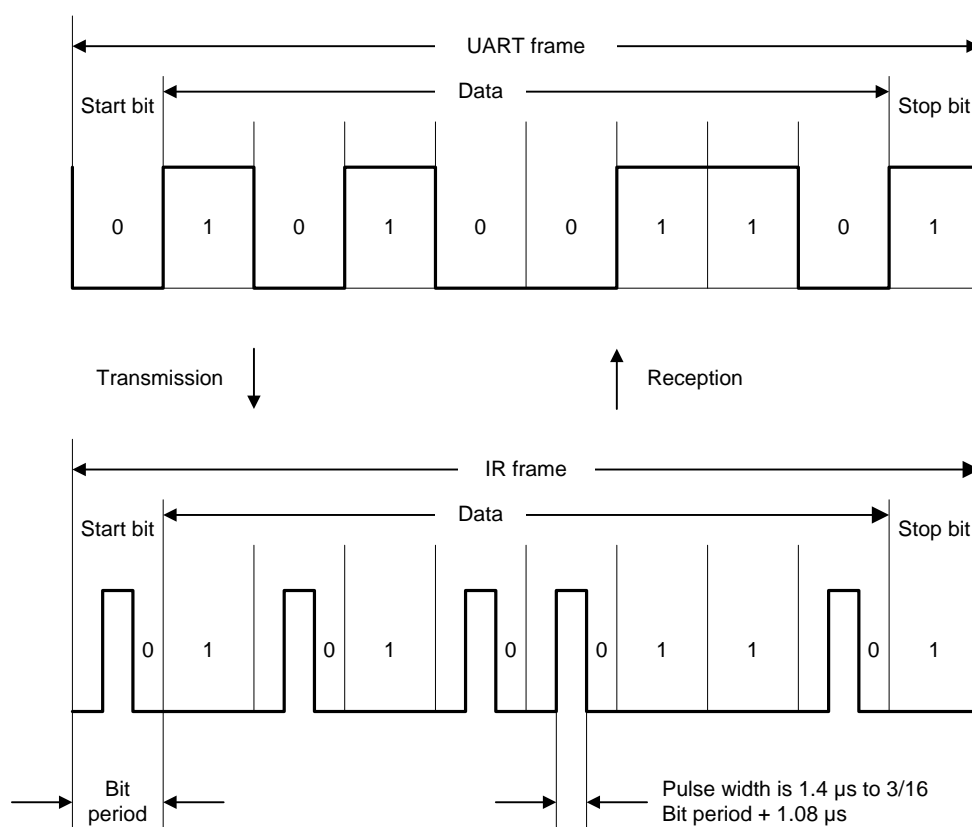 UART frame
Start bit
Data
Stop bit
0 1 0 1 0 0 1 1 0 1
Transmission
Reception
IR frame
Start bit
Data
Stop bit
0 1 0 1 0 0 1 1 0 1
Bit
period
Pulse width is 1.4 µs to 3/16
Bit period + 1.08 µs